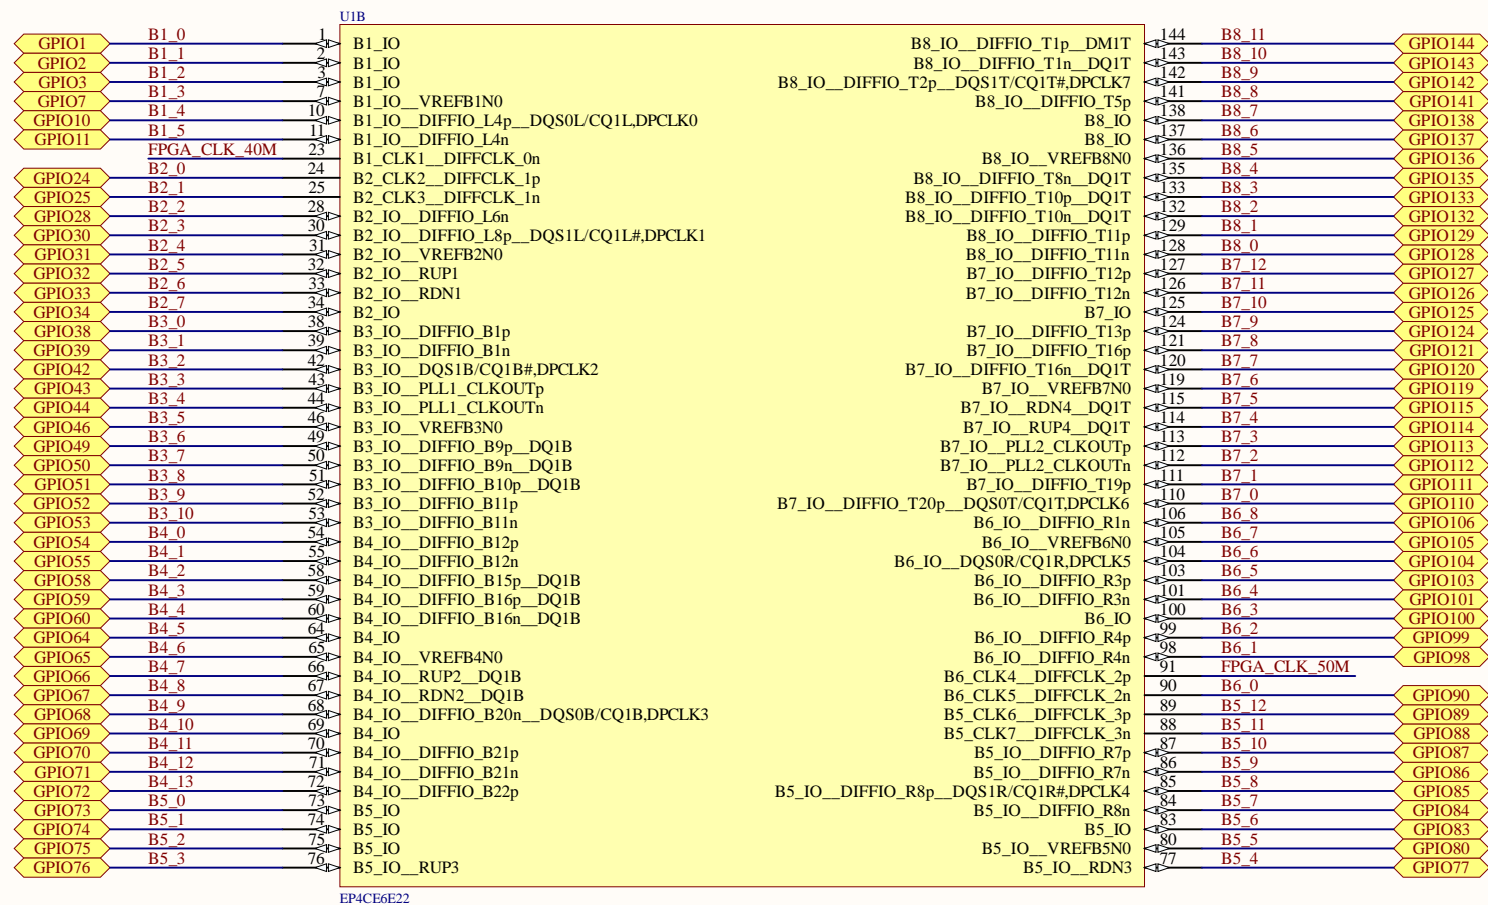 U1B
GPIO1 B1_0 1 B1_IO B8_IO__DIFFIO_T1p__DM1T 144 B8_11 GPIO144
GPIO2 B1_1 2 B1_IO B8_IO__DIFFIO_T1n__DQ1T 143 B8_10 GPIO143
GPIO3 B1_2 3 B1_IO B8_IO__DIFFIO_T2p__DQS1T/CQ1T#,DPCLK7 142 B8_9 GPIO142
GPIO7 B1_3 7 B1_IO__VREFB1N0 B8_IO__DIFFIO_T5p 141 B8_8 GPIO141
GPIO10 B1_4 10 B1_IO__DIFFIO_L4p__DQS0L/CQ1L,DPCLK0 B8_IO 138 B8_7 GPIO138
GPIO11 B1_5 11 B1_IO__DIFFIO_L4n B8_IO 137 B8_6 GPIO137
FPGA_CLK_40M 23 B1_CLK1__DIFFCLK_0n B8_IO__VREFB8N0 136 B8_5 GPIO136
GPIO24 B2_0 24 B2_CLK2__DIFFCLK_1p B8_IO__DIFFIO_T8n__DQ1T 135 B8_4 GPIO135
GPIO25 B2_1 25 B2_CLK3__DIFFCLK_1n B8_IO__DIFFIO_T10p__DQ1T 133 B8_3 GPIO133
GPIO28 B2_2 28 B2_IO__DIFFIO_L6n B8_IO__DIFFIO_T10n__DQ1T 132 B8_2 GPIO132
GPIO30 B2_3 30 B2_IO__DIFFIO_L8p__DQS1L/CQ1L#,DPCLK1 B8_IO__DIFFIO_T11p 129 B8_1 GPIO129
GPIO31 B2_4 31 B2_IO__VREFB2N0 B8_IO__DIFFIO_T11n 128 B8_0 GPIO128
GPIO32 B2_5 32 B2_IO__RUP1 B7_IO__DIFFIO_T12p 127 B7_12 GPIO127
GPIO33 B2_6 33 B2_IO__RDN1 B7_IO__DIFFIO_T12n 126 B7_11 GPIO126
GPIO34 B2_7 34 B2_IO B7_IO 125 B7_10 GPIO125
GPIO38 B3_0 38 B3_IO__DIFFIO_B1p B7_IO__DIFFIO_T13p 124 B7_9 GPIO124
GPIO39 B3_1 39 B3_IO__DIFFIO_B1n B7_IO__DIFFIO_T16p 121 B7_8 GPIO121
GPIO42 B3_2 42 B3_IO__DQS1B/CQ1B#,DPCLK2 B7_IO__DIFFIO_T16n__DQ1T 120 B7_7 GPIO120
GPIO43 B3_3 43 B3_IO__PLL1_CLKOUTp B7_IO__VREFB7N0 119 B7_6 GPIO119
GPIO44 B3_4 44 B3_IO__PLL1_CLKOUTn B7_IO__RDN4__DQ1T 115 B7_5 GPIO115
GPIO46 B3_5 46 B3_IO__VREFB3N0 B7_IO__RUP4__DQ1T 114 B7_4 GPIO114
GPIO49 B3_6 49 B3_IO__DIFFIO_B9p__DQ1B B7_IO__PLL2_CLKOUTp 113 B7_3 GPIO113
GPIO50 B3_7 50 B3_IO__DIFFIO_B9n__DQ1B B7_IO__PLL2_CLKOUTn 112 B7_2 GPIO112
GPIO51 B3_8 51 B3_IO__DIFFIO_B10p__DQ1B B7_IO__DIFFIO_T19p 111 B7_1 GPIO111
GPIO52 B3_9 52 B3_IO__DIFFIO_B11p B7_IO__DIFFIO_T20p__DQS0T/CQ1T,DPCLK6 110 B7_0 GPIO110
GPIO53 B3_10 53 B3_IO__DIFFIO_B11n B6_IO__DIFFIO_R1n 106 B6_8 GPIO106
GPIO54 B4_0 54 B4_IO__DIFFIO_B12p B6_IO__VREFB6N0 105 B6_7 GPIO105
GPIO55 B4_1 55 B4_IO__DIFFIO_B12n B6_IO__DQS0R/CQ1R,DPCLK5 104 B6_6 GPIO104
GPIO58 B4_2 58 B4_IO__DIFFIO_B15p__DQ1B B6_IO__DIFFIO_R3p 103 B6_5 GPIO103
GPIO59 B4_3 59 B4_IO__DIFFIO_B16p__DQ1B B6_IO__DIFFIO_R3n 101 B6_4 GPIO101
GPIO60 B4_4 60 B4_IO__DIFFIO_B16n__DQ1B B6_IO 100 B6_3 GPIO100
GPIO64 B4_5 64 B4_IO B6_IO__DIFFIO_R4p 99 B6_2 GPIO99
GPIO65 B4_6 65 B4_IO__VREFB4N0 B6_IO__DIFFIO_R4n 98 B6_1 GPIO98
GPIO66 B4_7 66 B4_IO__RUP2__DQ1B B6_CLK4__DIFFCLK_2p 91 FPGA_CLK_50M
GPIO67 B4_8 67 B4_IO__RDN2__DQ1B B6_CLK5__DIFFCLK_2n 90 B6_0 GPIO90
GPIO68 B4_9 68 B4_IO__DIFFIO_B20n__DQS0B/CQ1B,DPCLK3 B5_CLK6__DIFFCLK_3p 89 B5_12 GPIO89
GPIO69 B4_10 69 B4_IO B5_CLK7__DIFFCLK_3n 88 B5_11 GPIO88
GPIO70 B4_11 70 B4_IO__DIFFIO_B21p B5_IO__DIFFIO_R7p 87 B5_10 GPIO87
GPIO71 B4_12 71 B4_IO__DIFFIO_B21n B5_IO__DIFFIO_R7n 86 B5_9 GPIO86
GPIO72 B4_13 72 B4_IO__DIFFIO_B22p B5_IO__DIFFIO_R8p__DQS1R/CQ1R#,DPCLK4 85 B5_8 GPIO85
GPIO73 B5_0 73 B5_IO B5_IO__DIFFIO_R8n 84 B5_7 GPIO84
GPIO74 B5_1 74 B5_IO B5_IO 83 B5_6 GPIO83
GPIO75 B5_2 75 B5_IO B5_IO__VREFB5N0 80 B5_5 GPIO80
GPIO76 B5_3 76 B5_IO__RUP3 B5_IO__RDN3 77 B5_4 GPIO77
EP4CE6E22